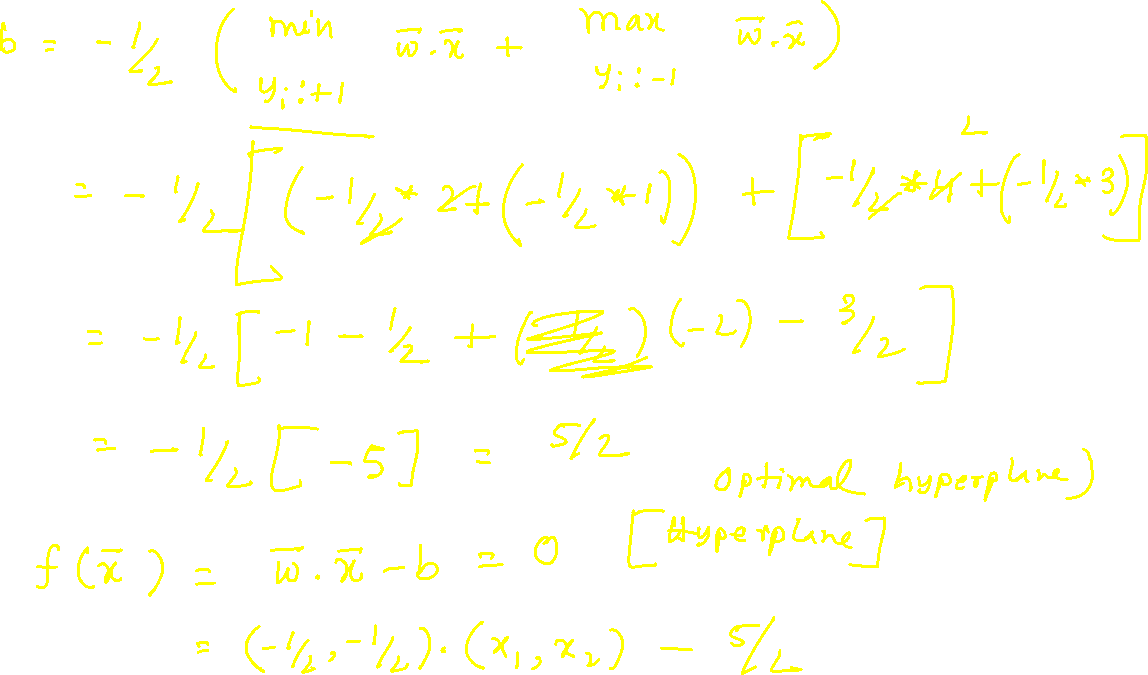 b = -1/2 ( min y_i:+1 w̄.x̄ + max y_i:-1 w̄.x̄ )
= -1/2 [ (-1/2 * 2 + (-1/2 * 1)) + [ -1/2 * 4 + (-1/2 * 3) ]
= -1/2 [ -1 - 1/2 + (-2) - 3/2 ]
= -1/2 [ -5 ] = 5/2
optimal hyperplane)
f(x̄) = w̄.x̄ - b = 0 [Hyperplane]
= (-1/2, -1/2).(x₁, x₂) - 5/2